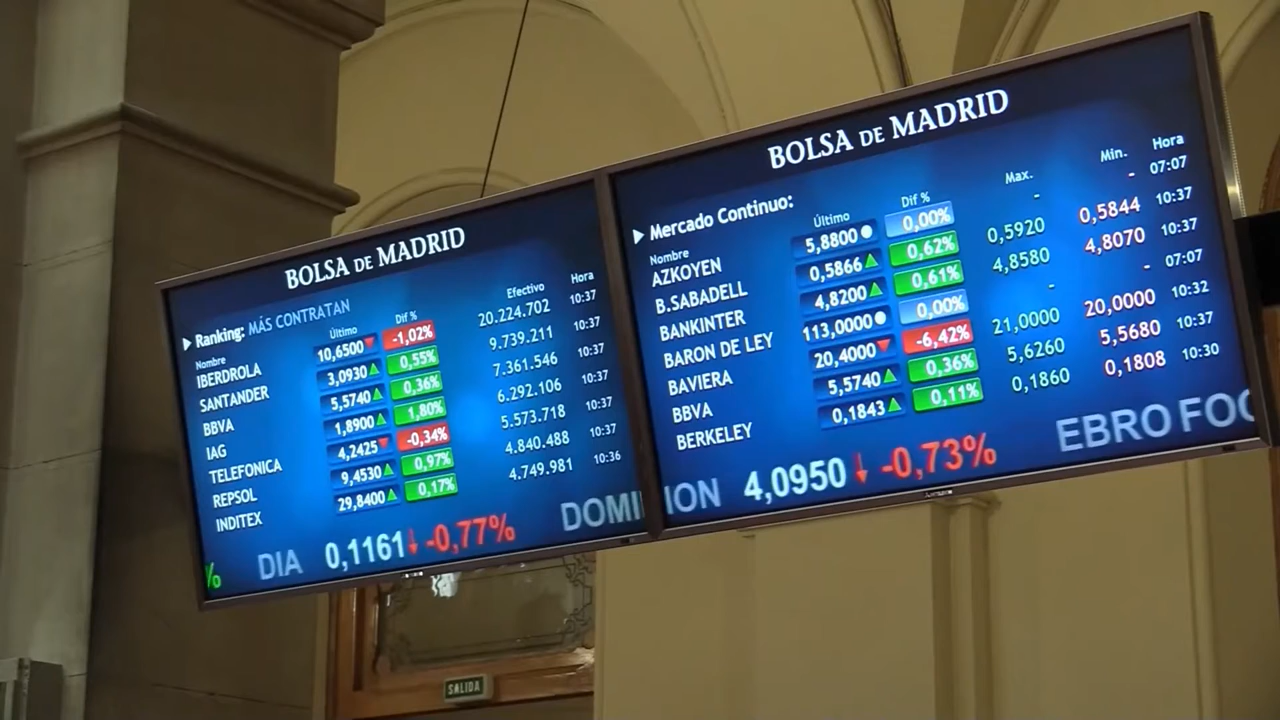 BOLSA DE MADRID
Ranking: MÁS CONTRATAN
Nombre Último Dif % Efectivo Hora
IBERDROLA 10,6500 -1,02% 20.224.702 10:37
SANTANDER 3,0930 0,55% 9.739.211 10:37
BBVA 5,5740 0,36% 7.361.546 10:37
IAG 1,8900 1,80% 6.292.106 10:37
TELEFONICA 4,2425 -0,34% 5.573.718 10:37
REPSOL 9,4530 0,97% 4.840.488 10:37
INDITEX 29,8400 0,17% 4.749.981 10:36
% DIA 0,1161 -0,77% DOMINION 4,0950 -0,73% EBRO FOO
BOLSA DE MADRID
Mercado Continuo:
Nombre Último Dif % Max. Min. Hora
AZKOYEN 5,8800 0,00% - - 07:07
B.SABADELL 0,5866 0,62% 0,5920 0,5844 10:37
BANKINTER 4,8200 0,61% 4,8580 4,8070 10:37
BARON DE LEY 113,0000 0,00% - - 07:07
BAVIERA 20,4000 -6,42% 21,0000 20,0000 10:32
BBVA 5,5740 0,36% 5,6260 5,5680 10:37
BERKELEY 0,1843 0,11% 0,1860 0,1808 10:30
SALIDA